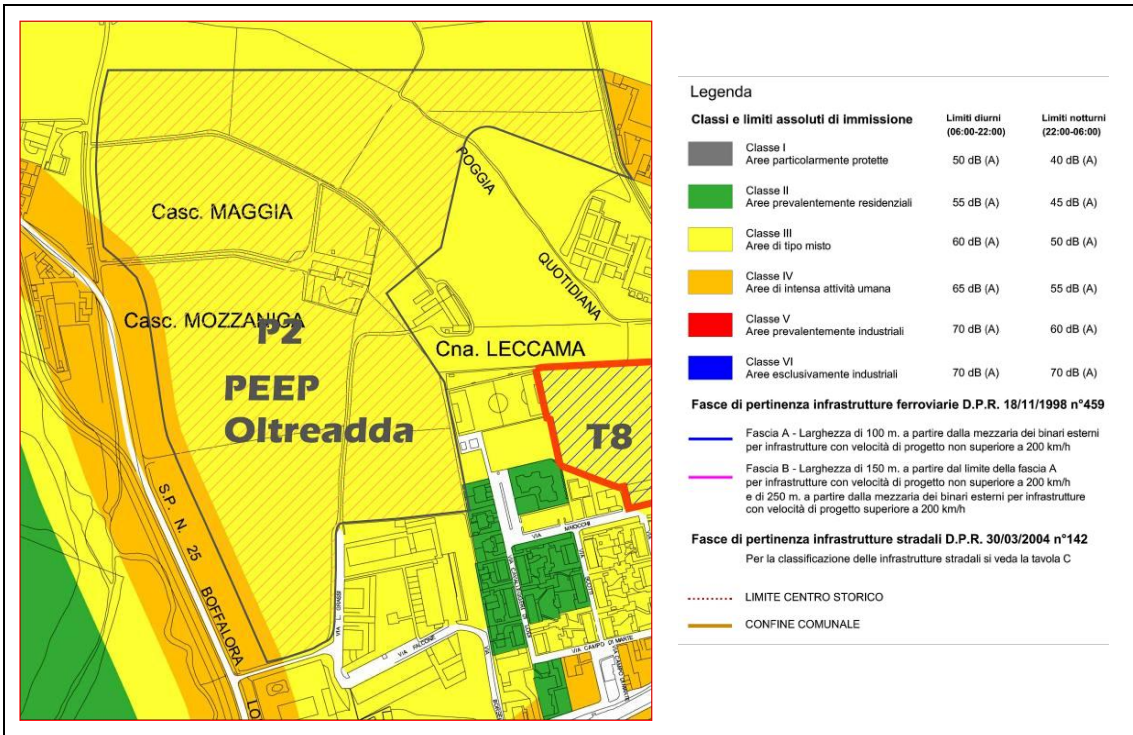 Casc. MAGGIA
ROGGIA
QUOTIDIANA
Casc. MOZZANIGA
P2
Cna. LECCAMA
PEEP
Oltreadda
T8
S.P. N. 25 BOFFALORA
VIA L. GRASSI
VIA FALCONE
VIA CAMPO DI MARTE
VIA
Legenda
Classi e limiti assoluti di immissione
Limiti diurni
(06:00-22:00)
Limiti notturni
(22:00-06:00)
Classe I
Aree particolarmente protette
50 dB (A)
40 dB (A)
Classe II
Aree prevalentemente residenziali
55 dB (A)
45 dB (A)
Classe III
Aree di tipo misto
60 dB (A)
50 dB (A)
Classe IV
Aree di intensa attività umana
65 dB (A)
55 dB (A)
Classe V
Aree prevalentemente industriali
70 dB (A)
60 dB (A)
Classe VI
Aree esclusivamente industriali
70 dB (A)
70 dB (A)
Fasce di pertinenza infrastrutture ferroviarie D.P.R. 18/11/1998 n°459
Fascia A - Larghezza di 100 m. a partire dalla mezzaria dei binari esterni
per infrastrutture con velocità di progetto non superiore a 200 km/h
Fascia B - Larghezza di 150 m. a partire dal limite della fascia A
per infrastrutture con velocità di progetto non superiore a 200 km/h
e di 250 m. a partire dalla mezzaria dei binari esterni per infrastrutture
con velocità di progetto superiore a 200 km/h
Fasce di pertinenza infrastrutture stradali D.P.R. 30/03/2004 n°142
Per la classificazione delle infrastrutture stradali si veda la tavola C
LIMITE CENTRO STORICO
CONFINE COMUNALE